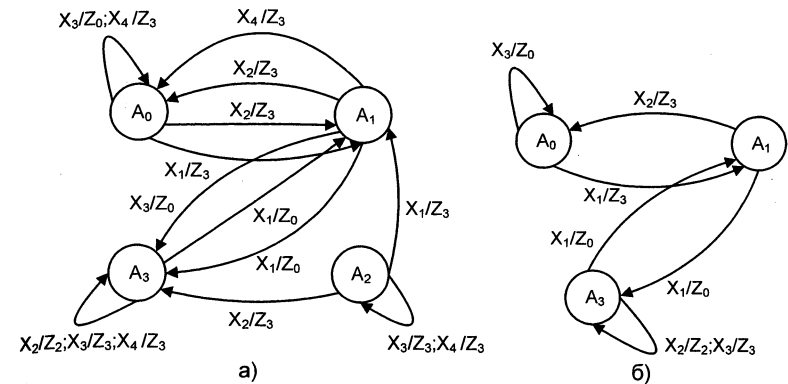 X₃/Z₀;X₄/Z₃
X₄/Z₃
X₂/Z₃
X₂/Z₃
A₀
A₁
X₁/Z₃
X₃/Z₀
X₁/Z₀
X₁/Z₃
X₁/Z₀
A₃
A₂
X₂/Z₃
X₂/Z₂;X₃/Z₃;X₄/Z₃
X₃/Z₃;X₄/Z₃
а)
X₃/Z₀
X₂/Z₃
A₀
A₁
X₁/Z₃
X₁/Z₀
X₁/Z₀
A₃
X₂/Z₂;X₃/Z₃
б)